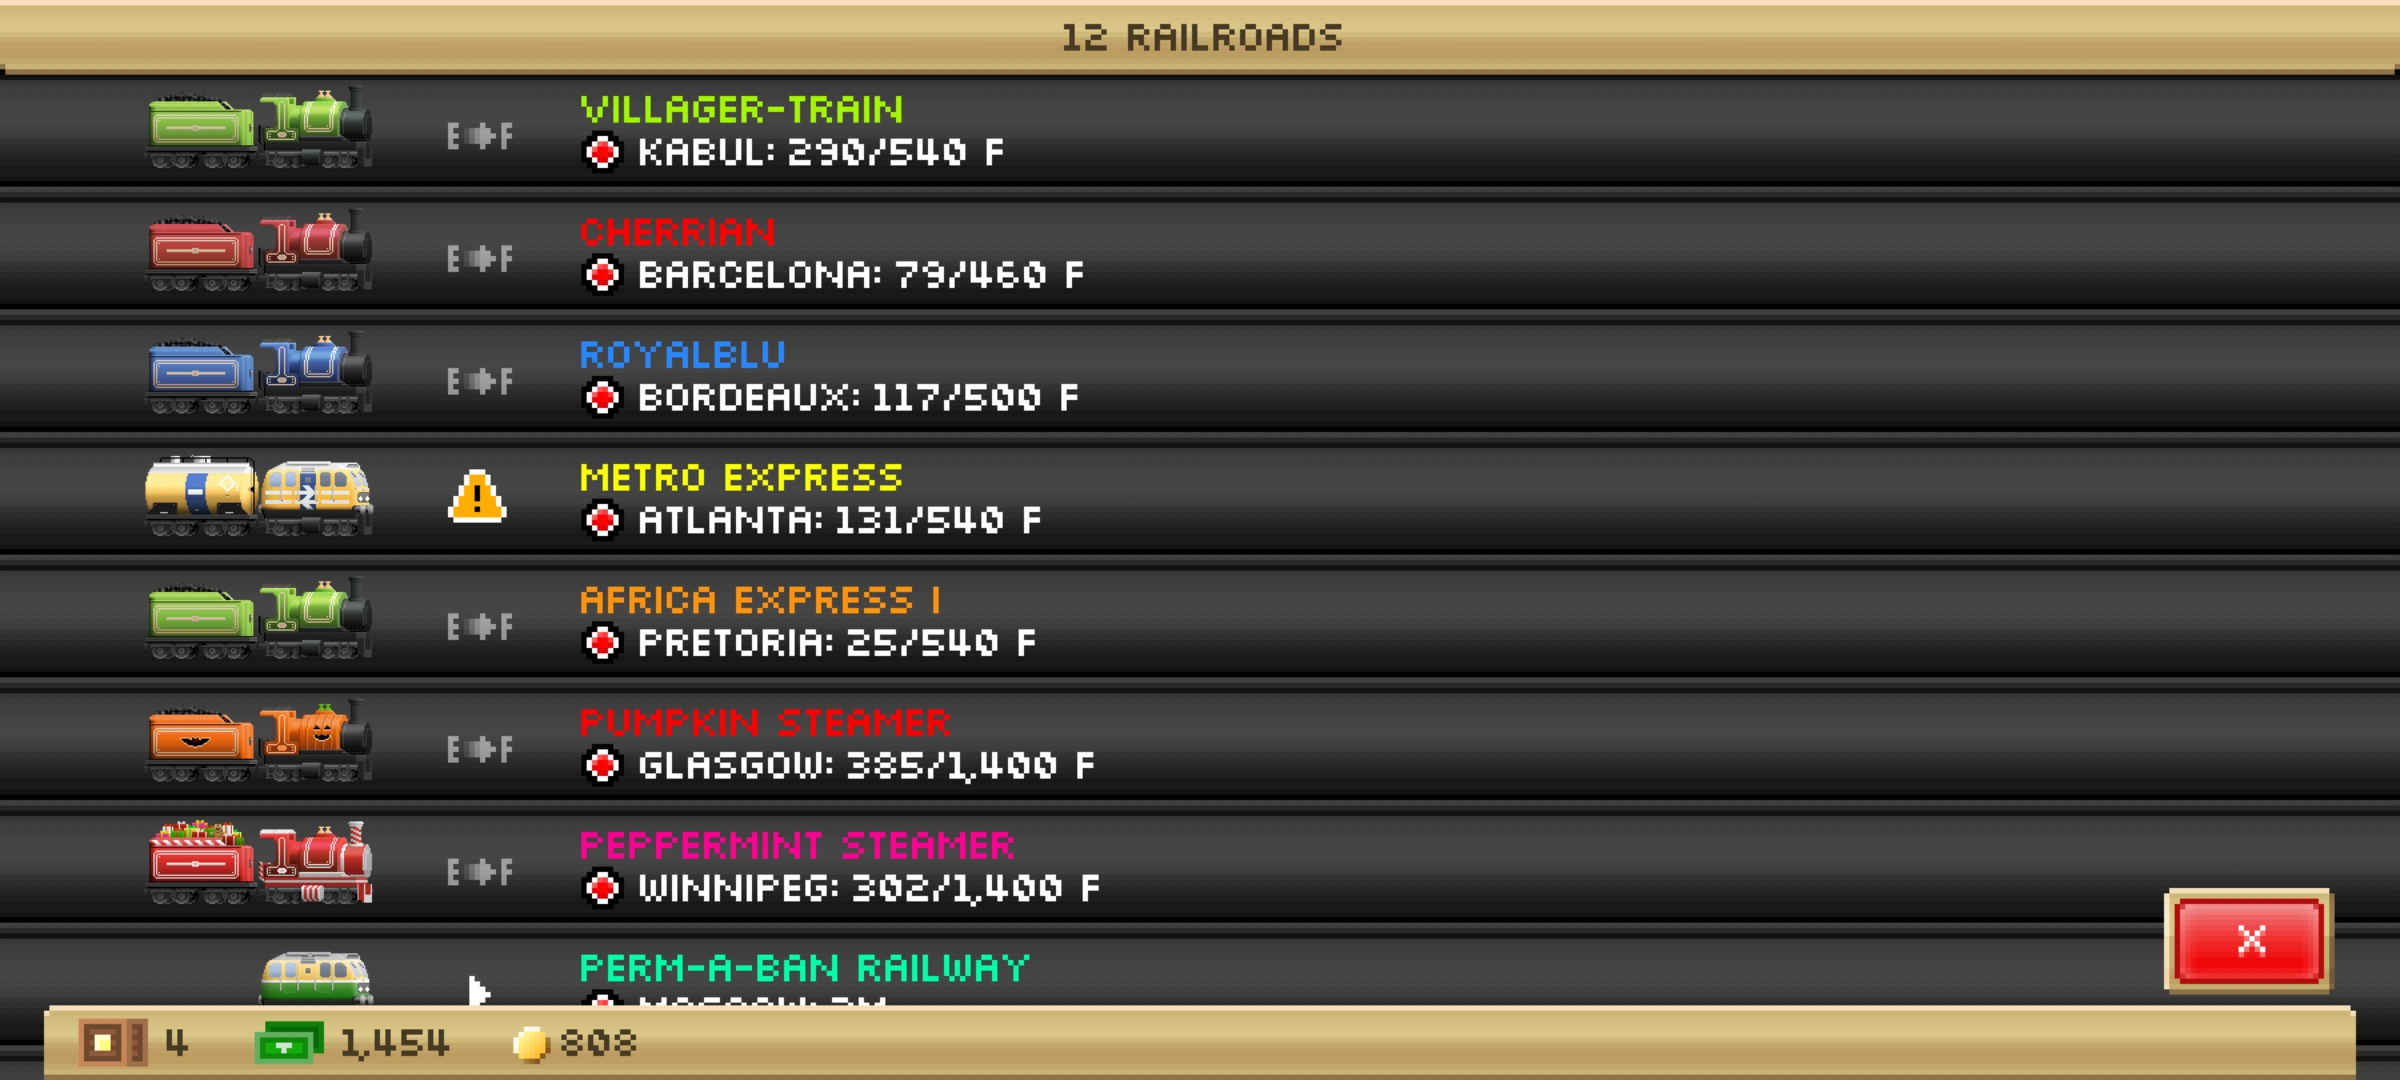 12 RAILROADS
E F
VILLAGER-TRAIN
KABUL: 290/540 F
E F
CHERRIAN
BARCELONA: 79/460 F
E F
ROYALBLU
BORDEAUX: 117/500 F
!
METRO EXPRESS
ATLANTA: 131/540 F
E F
AFRICA EXPRESS I
PRETORIA: 25/540 F
E F
PUMPKIN STEAMER
GLASGOW: 385/1,400 F
E F
PEPPERMINT STEAMER
WINNIPEG: 302/1,400 F
PERM-A-BAN RAILWAY
X
4 1,454 808